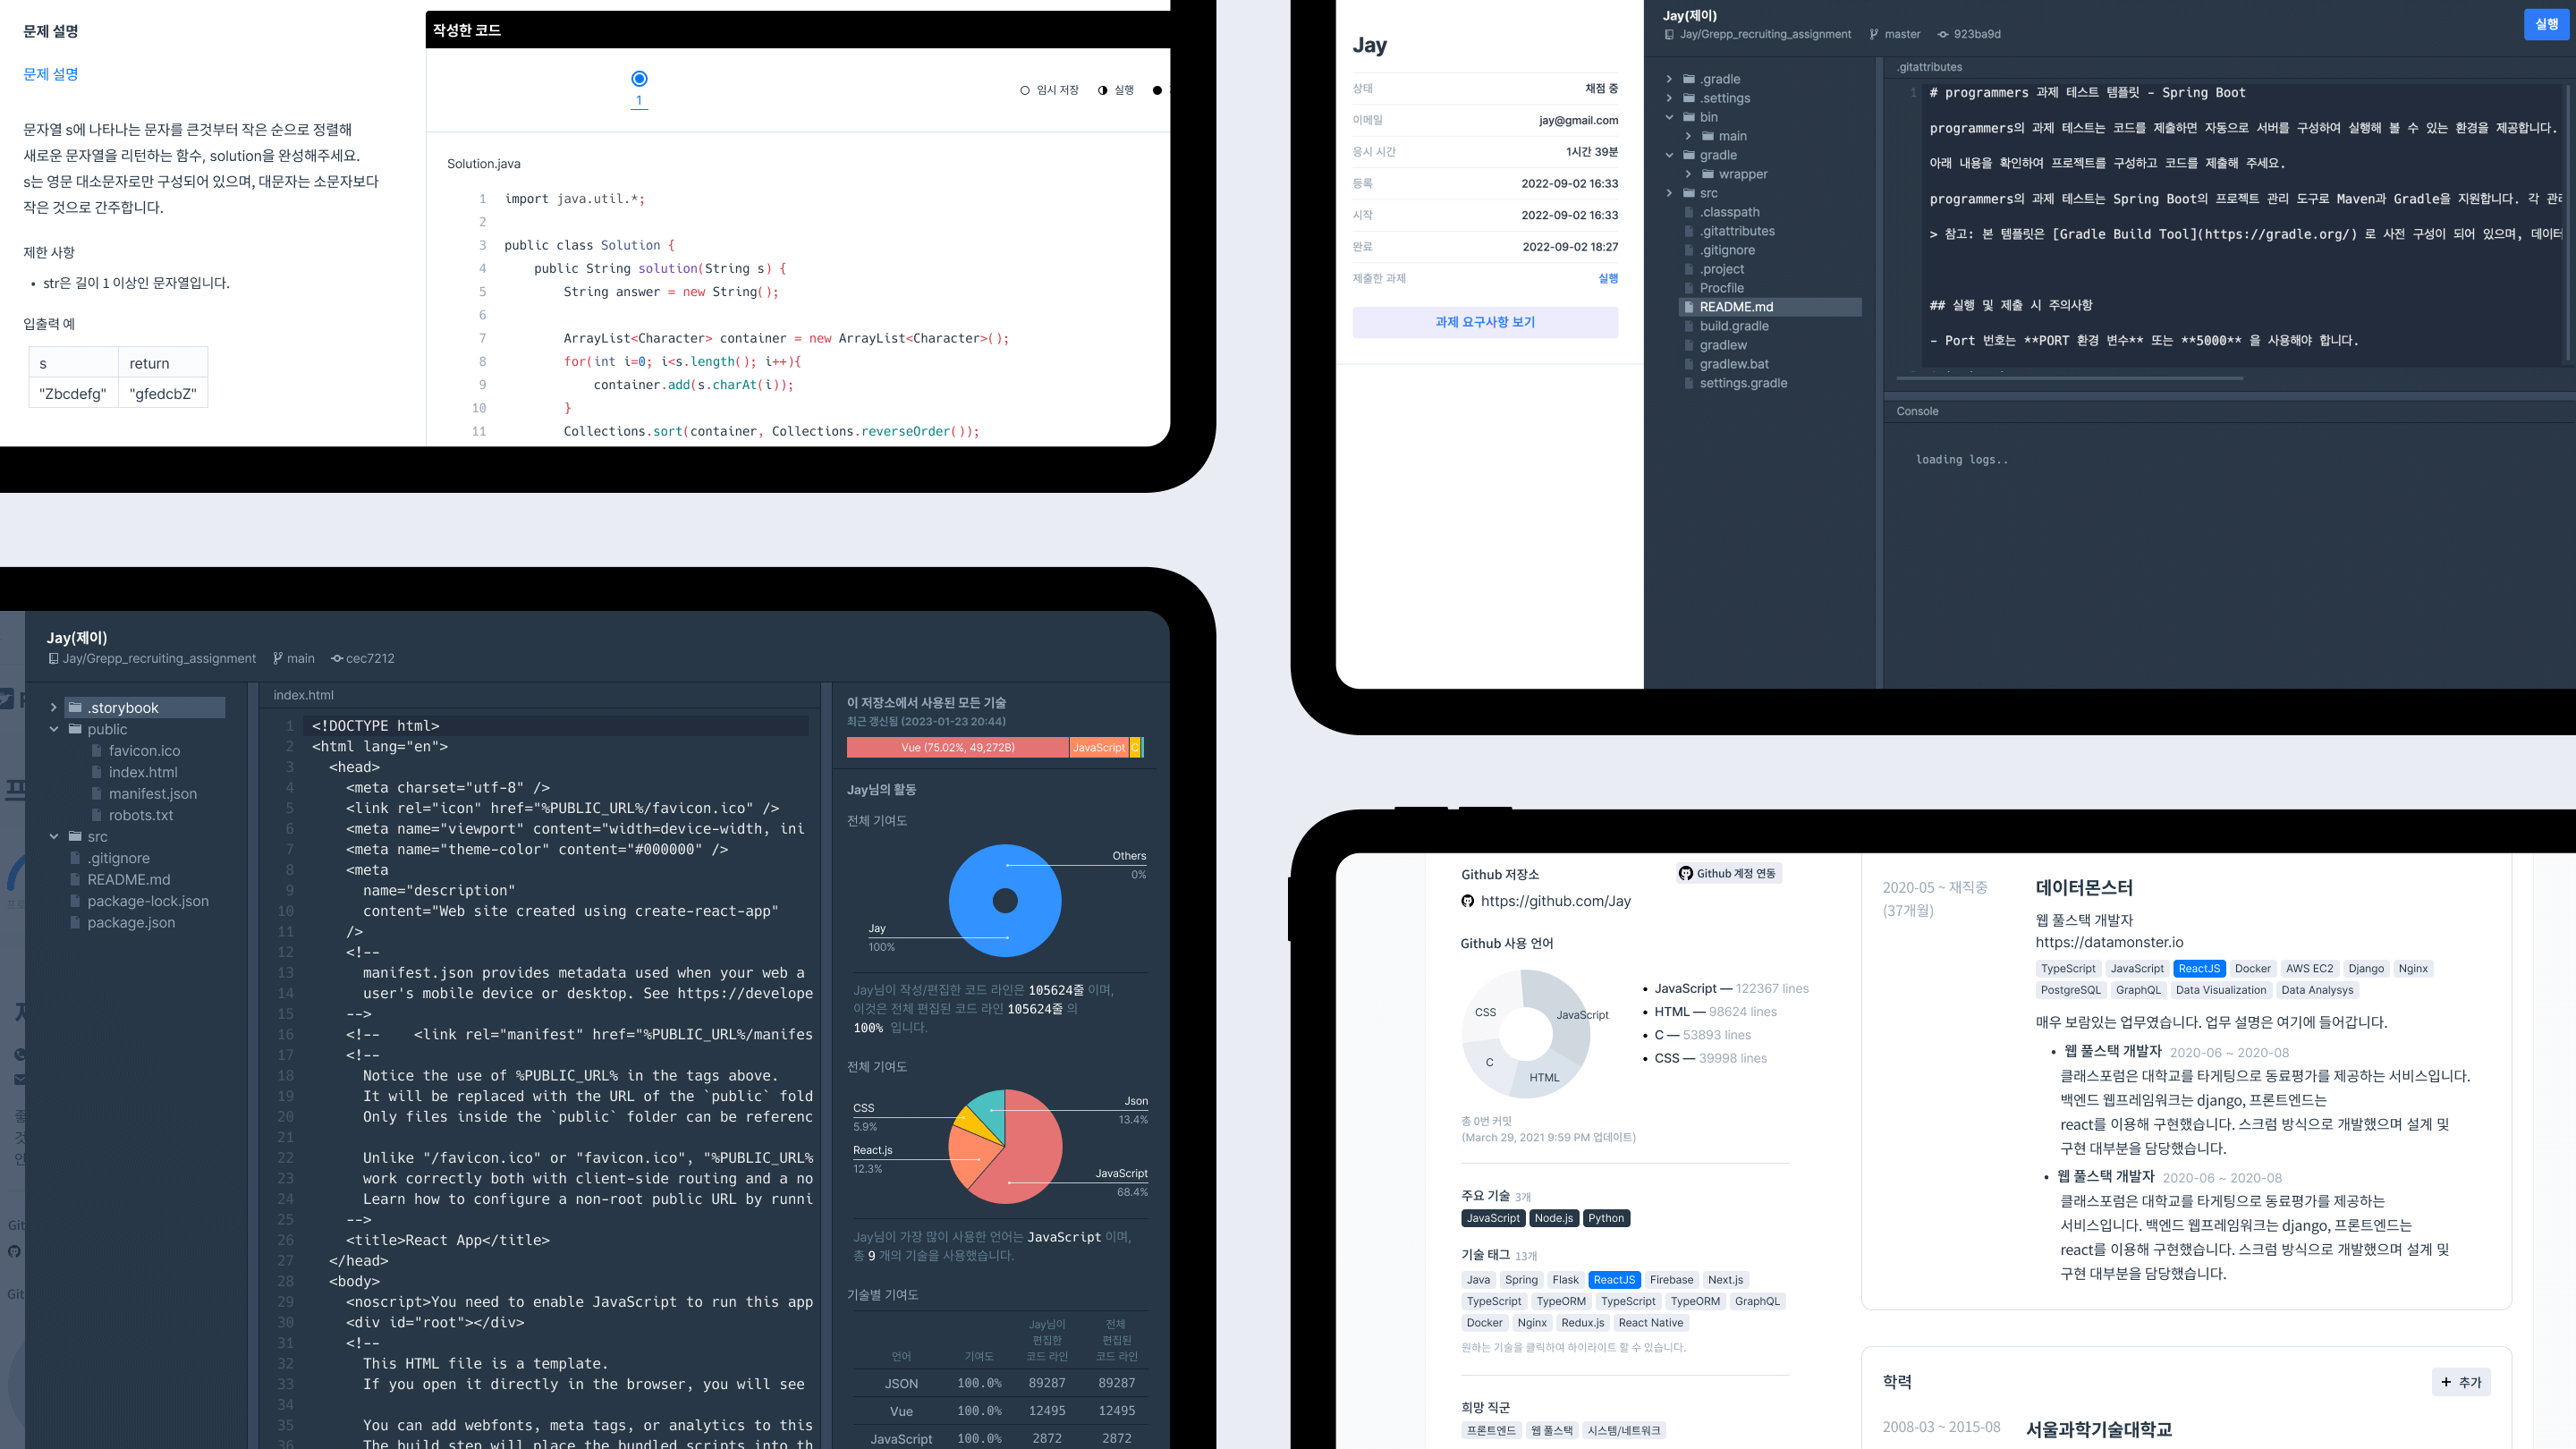 문제 설명
문제 설명
문자열 s에 나타나는 문자를 큰것부터 작은 순으로 정렬해
새로운 문자열을 리턴하는 함수, solution을 완성해주세요.
s는 영문 대소문자로만 구성되어 있으며, 대문자는 소문자보다
작은 것으로 간주합니다.
제한 사항
• str은 길이 1 이상인 문자열입니다.
입출력 예
s return
"Zbcdefg" "gfedcbZ"
작성한 코드
1
임시 저장 실행
Solution.java
1 import java.util.*;
2
3 public class Solution {
4 public String solution(String s) {
5 String answer = new String();
6
7 ArrayList<Character> container = new ArrayList<Character>();
8 for(int i=0; i<s.length(); i++){
9 container.add(s.charAt(i));
10 }
11 Collections.sort(container, Collections.reverseOrder());
Jay
상태 채점 중
이메일 jay@gmail.com
응시 시간 1시간 39분
등록 2022-09-02 16:33
시작 2022-09-02 16:33
완료 2022-09-02 18:27
제출한 과제 실행
과제 요구사항 보기
Jay(제이)
Jay/Grepp_recruiting_assignment master 923ba9d
실행
.gradle
.settings
bin
main
gradle
wrapper
src
.classpath
.gitattributes
.gitignore
.project
Procfile
README.md
build.gradle
gradlew
gradlew.bat
settings.gradle
.gitattributes
1 # programmers 과제 테스트 템플릿 - Spring Boot
programmers의 과제 테스트는 코드를 제출하면 자동으로 서버를 구성하여 실행해 볼 수 있는 환경을 제공합니다.
아래 내용을 확인하여 프로젝트를 구성하고 코드를 제출해 주세요.
programmers의 과제 테스트는 Spring Boot의 프로젝트 관리 도구로 Maven과 Gradle을 지원합니다. 각
> 참고: 본 템플릿은 [Gradle Build Tool](https://gradle.org/) 로 사전 구성이 되어 있으며,
## 실행 및 제출 시 주의사항
- Port 번호는 **PORT 환경 변수** 또는 **5000** 을 사용해야 합니다.
Console
loading logs..
Jay(제이)
Jay/Grepp_recruiting_assignment main cec7212
.storybook
public
favicon.ico
index.html
manifest.json
robots.txt
src
.gitignore
README.md
package-lock.json
package.json
index.html
1 <!DOCTYPE html>
2 <html lang="en">
3 <head>
4 <meta charset="utf-8" />
5 <link rel="icon" href="%PUBLIC_URL%/favicon.ico" />
6 <meta name="viewport" content="width=device-width, ini
7 <meta name="theme-color" content="#000000" />
8 <meta
9 name="description"
10 content="Web site created using create-react-app"
11 />
12 <!--
13 manifest.json provides metadata used when your web a
14 user's mobile device or desktop. See https://develope
15 -->
16 <!-- <link rel="manifest" href="%PUBLIC_URL%/manifes
17 <!--
18 Notice the use of %PUBLIC_URL% in the tags above.
19 It will be replaced with the URL of the `public` fold
20 Only files inside the `public` folder can be referenc
21
22 Unlike "/favicon.ico" or "favicon.ico", "%PUBLIC_URL%
23 work correctly both with client-side routing and a no
24 Learn how to configure a non-root public URL by runni
25 -->
26 <title>React App</title>
27 </head>
28 <body>
29 <noscript>You need to enable JavaScript to run this app
30 <div id="root"></div>
31 <!--
32 This HTML file is a template.
33 If you open it directly in the browser, you will see
34
35 You can add webfonts, meta tags, or analytics to this
36 The build step will place the bundled scripts into th
이 저장소에서 사용된 모든 기술
최근 갱신됨 (2023-01-23 20:44)
Vue (75.02%, 49,272B) JavaScript C
Jay님의 활동
전체 기여도
Others
0%
Jay
100%
Jay님이 작성/편집한 코드 라인은 105624줄 이며,
이것은 전체 편집된 코드 라인 105624줄 의
100% 입니다.
전체 기여도
CSS
5.9%
Json
13.4%
React.js
12.3%
JavaScript
68.4%
Jay님이 가장 많이 사용한 언어는 JavaScript 이며,
총 9 개의 기술을 사용했습니다.
기술별 기여도
언어 기여도 Jay님이 편집한 코드 라인 전체 편집된 코드 라인
JSON 100.0% 89287 89287
Vue 100.0% 12495 12495
JavaScript 100.0% 2872 2872
Github 저장소
Github 계정 연동
https://github.com/Jay
Github 사용 언어
CSS
JavaScript
C
HTML
• JavaScript — 122367 lines
• HTML — 98624 lines
• C — 53893 lines
• CSS — 39998 lines
총 0번 커밋
(March 29, 2021 9:59 PM 업데이트)
주요 기술 3개
JavaScript Node.js Python
기술 태그 13개
Java Spring Flask ReactJS Firebase Next.js
TypeScript TypeORM TypeScript TypeORM GraphQL
Docker Nginx Redux.js React Native
원하는 기술을 클릭하여 하이라이트 할 수 있습니다.
희망 직군
프론트엔드 웹 풀스택 시스템/네트워크
2020-05 ~ 재직중
(37개월)
데이터몬스터
웹 풀스택 개발자
https://datamonster.io
TypeScript JavaScript ReactJS Docker AWS EC2 Django Nginx
PostgreSQL GraphQL Data Visualization Data Analysys
매우 보람있는 업무였습니다. 업무 설명은 여기에 들어갑니다.
• 웹 풀스택 개발자 2020-06 ~ 2020-08
클래스포럼은 대학교를 타게팅으로 동료평가를 제공하는 서비스입니다.
백엔드 웹프레임워크는 django, 프론트엔드는
react를 이용해 구현했습니다. 스크럼 방식으로 개발했으며 설계 및
구현 대부분을 담당했습니다.
• 웹 풀스택 개발자 2020-06 ~ 2020-08
클래스포럼은 대학교를 타게팅으로 동료평가를 제공하는
서비스입니다. 백엔드 웹프레임워크는 django, 프론트엔드는
react를 이용해 구현했습니다. 스크럼 방식으로 개발했으며 설계 및
구현 대부분을 담당했습니다.
학력
+ 추가
2008-03 ~ 2015-08
서울과학기술대학교